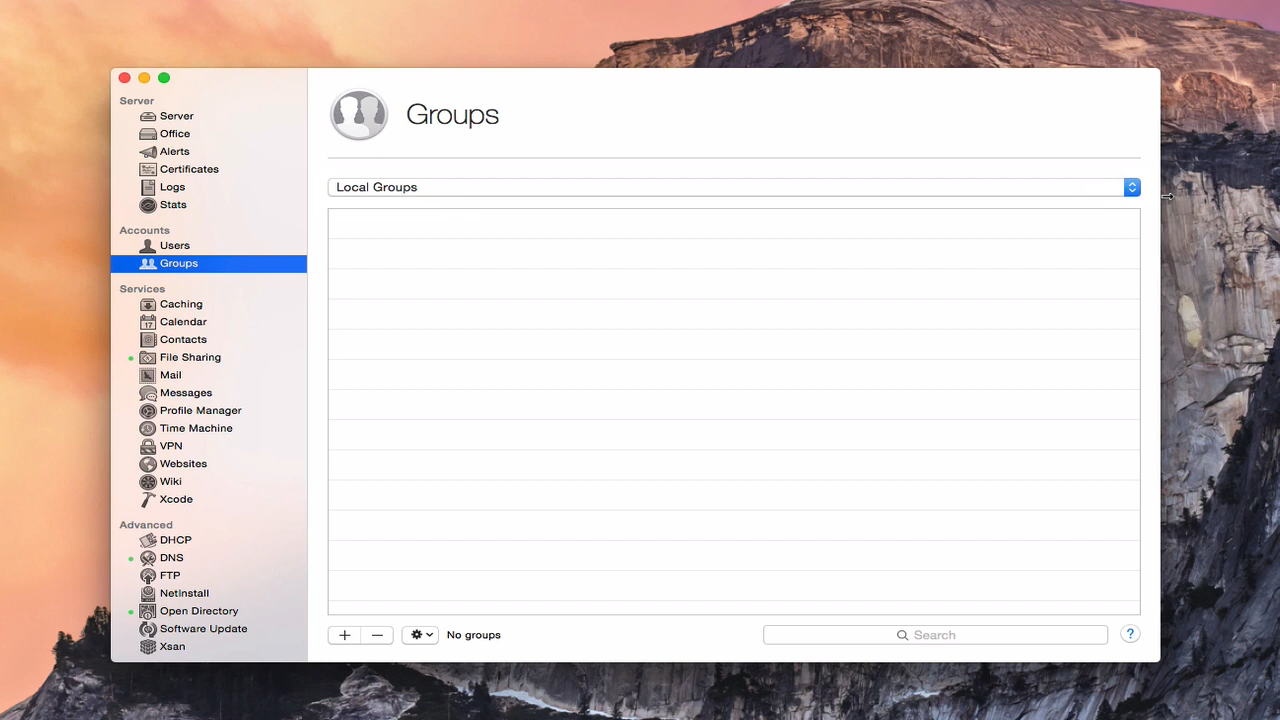 Server
Server
Office
Alerts
Certificates
Logs
Stats
Accounts
Users
Groups
Services
Caching
17
Calendar
Contacts
File Sharing
Mail
Messages
Profile Manager
Time Machine
VPN
Websites
Wiki
Xcode
Advanced
DHCP
DNS
FTP
NetInstall
Open Directory
Software Update
Xsan
Groups
Local Groups
No groups
Search
?